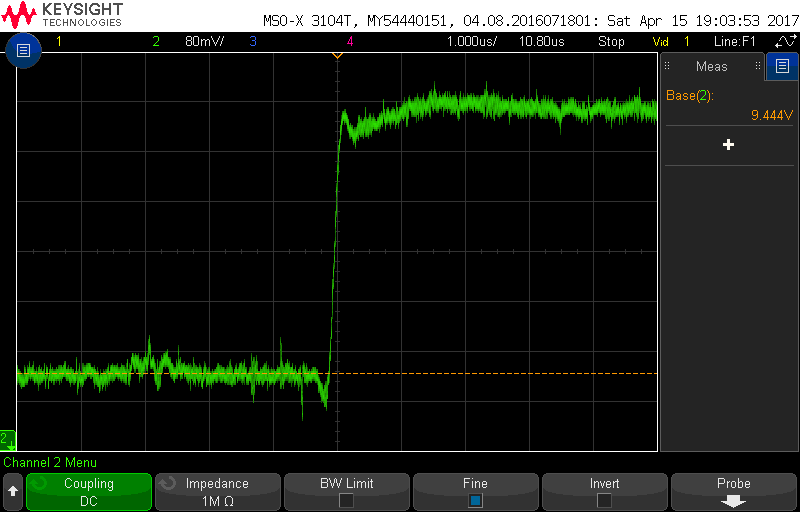 KEYSIGHT
TECHNOLOGIES
MSO-X 3104T, MY54440151, 04.08.2016071801: Sat Apr 15 19:03:53 2017
1 2 80mV/ 3 4 1.000us/ 10.80us Stop Vid 1 Line:F1
Meas
Base(2):
9.444V
2
Channel 2 Menu
Coupling
DC
Impedance
1M Ω
BW Limit
Fine
Invert
Probe